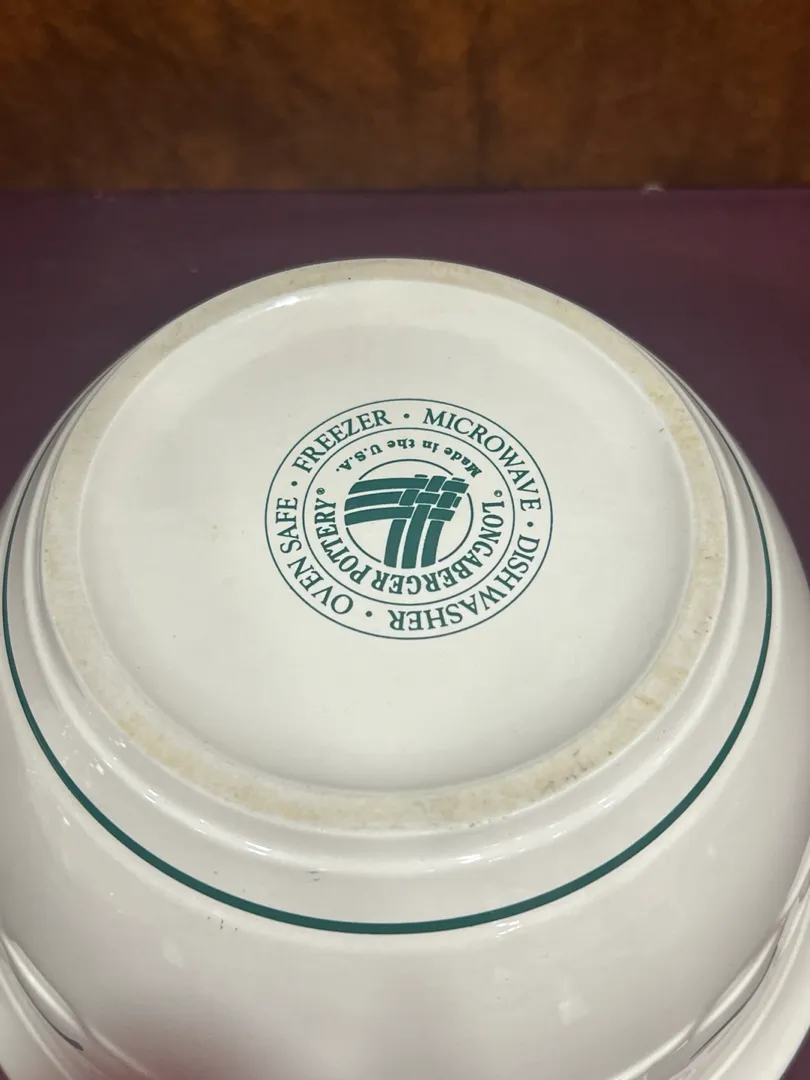 OVEN SAFE • FREEZER • MICROWAVE • DISHWASHER •
LONGABERGER POTTERY®
©
Made in the U.S.A.